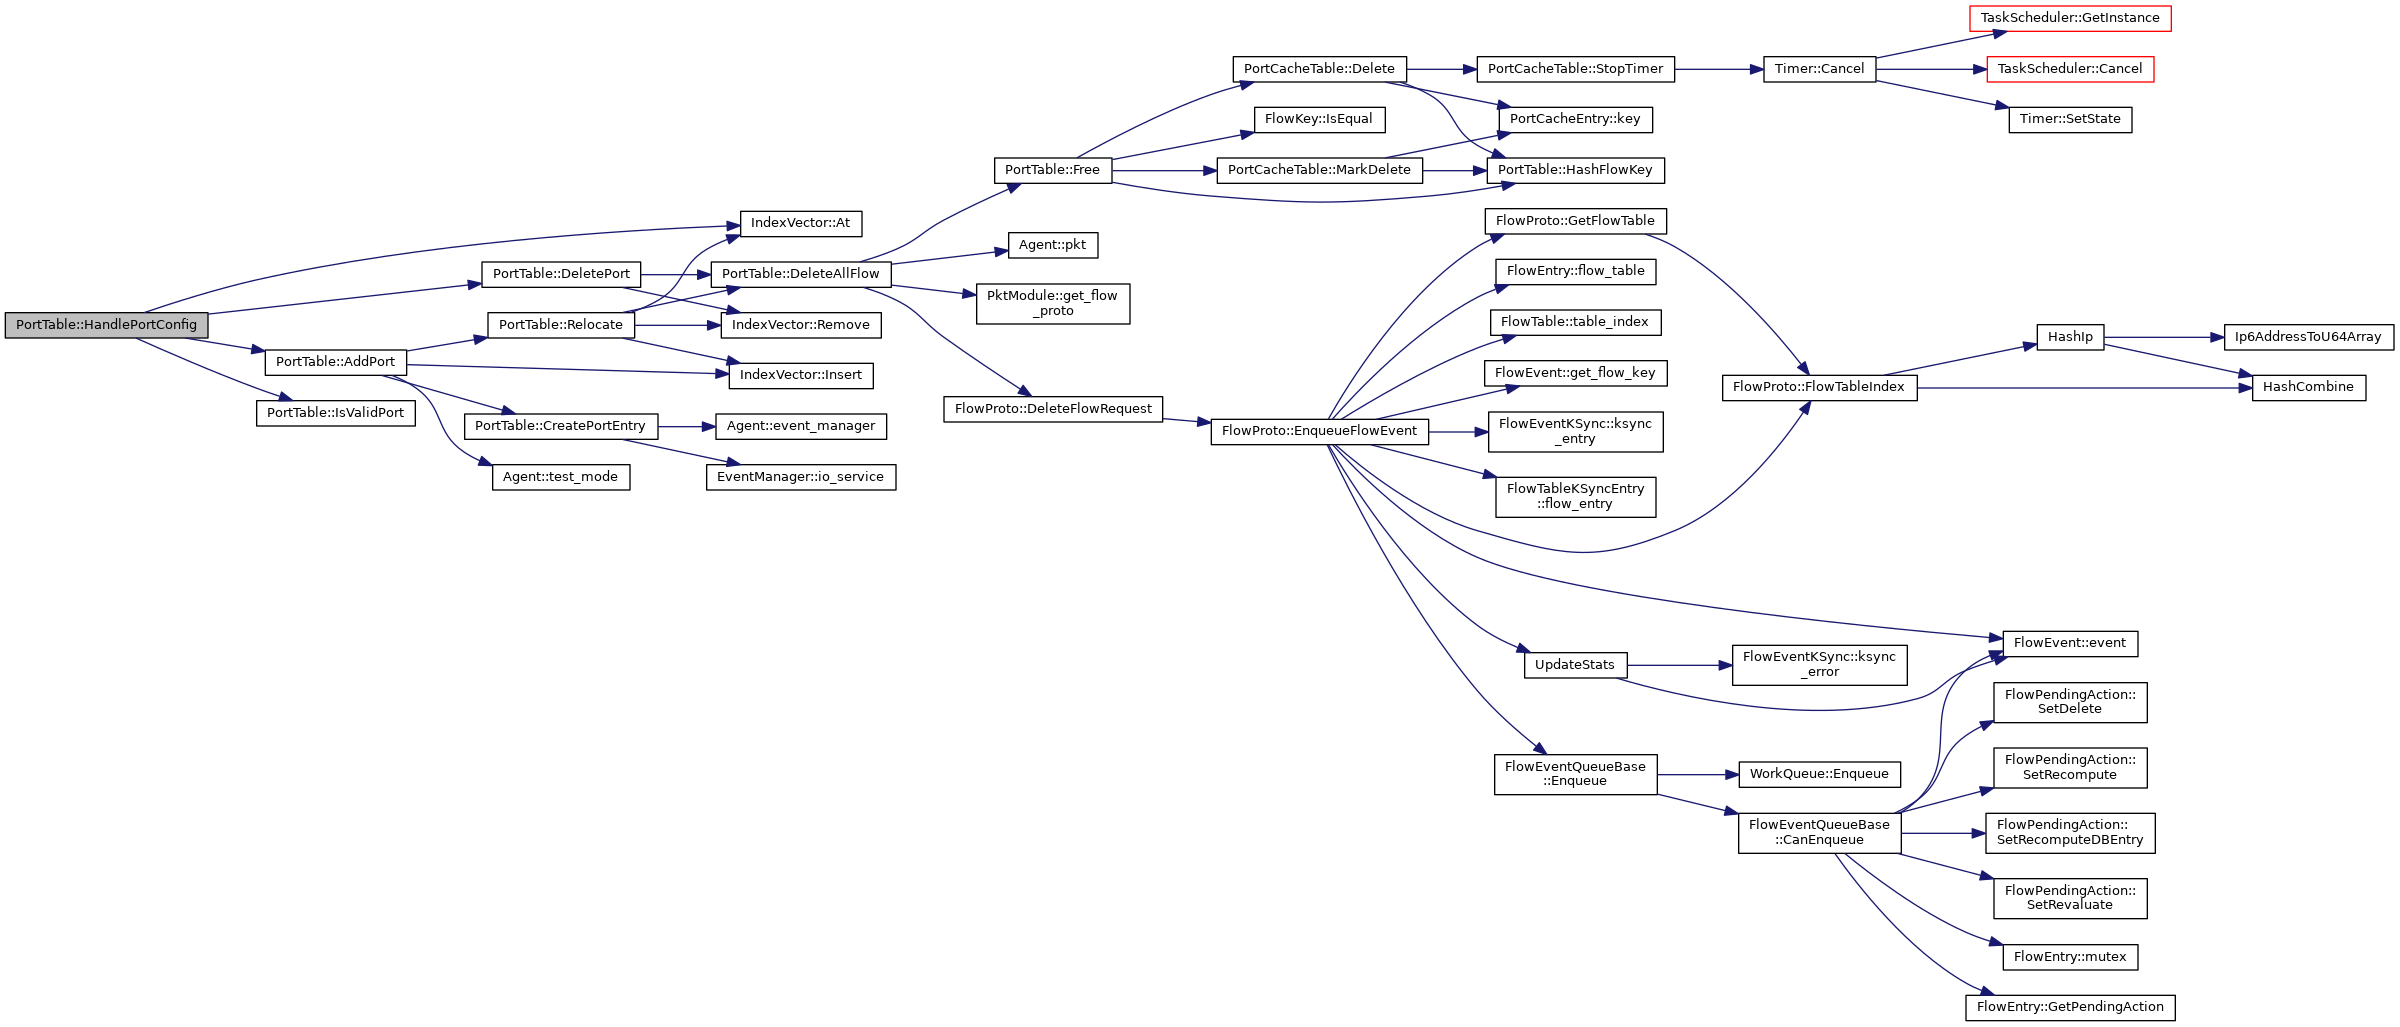 TaskScheduler::GetInstance
PortCacheTable::Delete
PortCacheTable::StopTimer
Timer::Cancel
TaskScheduler::Cancel
FlowKey::IsEqual
PortCacheEntry::key
Timer::SetState
PortTable::Free
PortCacheTable::MarkDelete
PortTable::HashFlowKey
IndexVector::At
FlowProto::GetFlowTable
Agent::pkt
PortTable::DeletePort
PortTable::DeleteAllFlow
FlowEntry::flow_table
PktModule::get_flow
_proto
PortTable::HandlePortConfig
PortTable::Relocate
IndexVector::Remove
FlowTable::table_index
HashIp
Ip6AddressToU64Array
PortTable::AddPort
IndexVector::Insert
FlowEvent::get_flow_key
FlowProto::FlowTableIndex
HashCombine
PortTable::IsValidPort
FlowProto::DeleteFlowRequest
PortTable::CreatePortEntry
Agent::event_manager
FlowProto::EnqueueFlowEvent
FlowEventKSync::ksync
_entry
Agent::test_mode
EventManager::io_service
FlowTableKSyncEntry
::flow_entry
FlowEvent::event
UpdateStats
FlowEventKSync::ksync
_error
FlowPendingAction::
SetDelete
FlowEventQueueBase
::Enqueue
WorkQueue::Enqueue
FlowPendingAction::
SetRecompute
FlowEventQueueBase
::CanEnqueue
FlowPendingAction::
SetRecomputeDBEntry
FlowPendingAction::
SetRevaluate
FlowEntry::mutex
FlowEntry::GetPendingAction